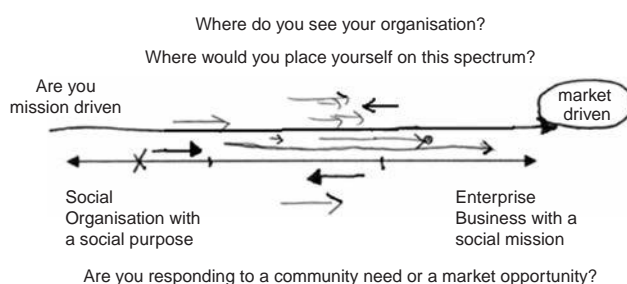 Where do you see your organisation?
Where would you place yourself on this spectrum?
Are you
mission driven
market
driven
Social
Organisation with
a social purpose
Enterprise
Business with a
social mission
Are you responding to a community need or a market opportunity?